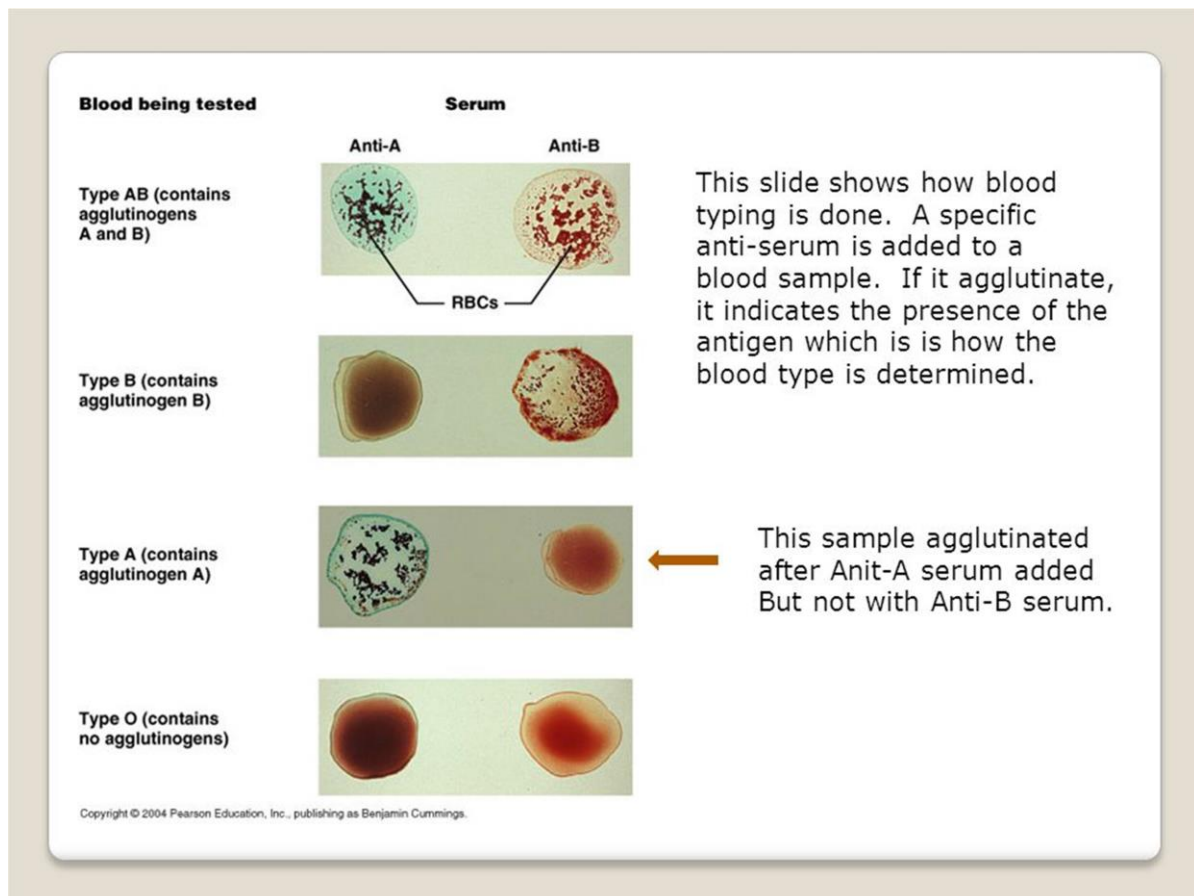 Blood being tested
Serum
Anti-A
Anti-B
Type AB (contains
agglutinogens
A and B)
RBCs
This slide shows how blood
typing is done.  A specific
anti-serum is added to a
blood sample.  If it agglutinate,
it indicates the presence of the
antigen which is is how the
blood type is determined.
Type B (contains
agglutinogen B)
Type A (contains
agglutinogen A)
This sample agglutinated
after Anit-A serum added
But not with Anti-B serum.
Type O (contains
no agglutinogens)
Copyright © 2004 Pearson Education, Inc., publishing as Benjamin Cummings.